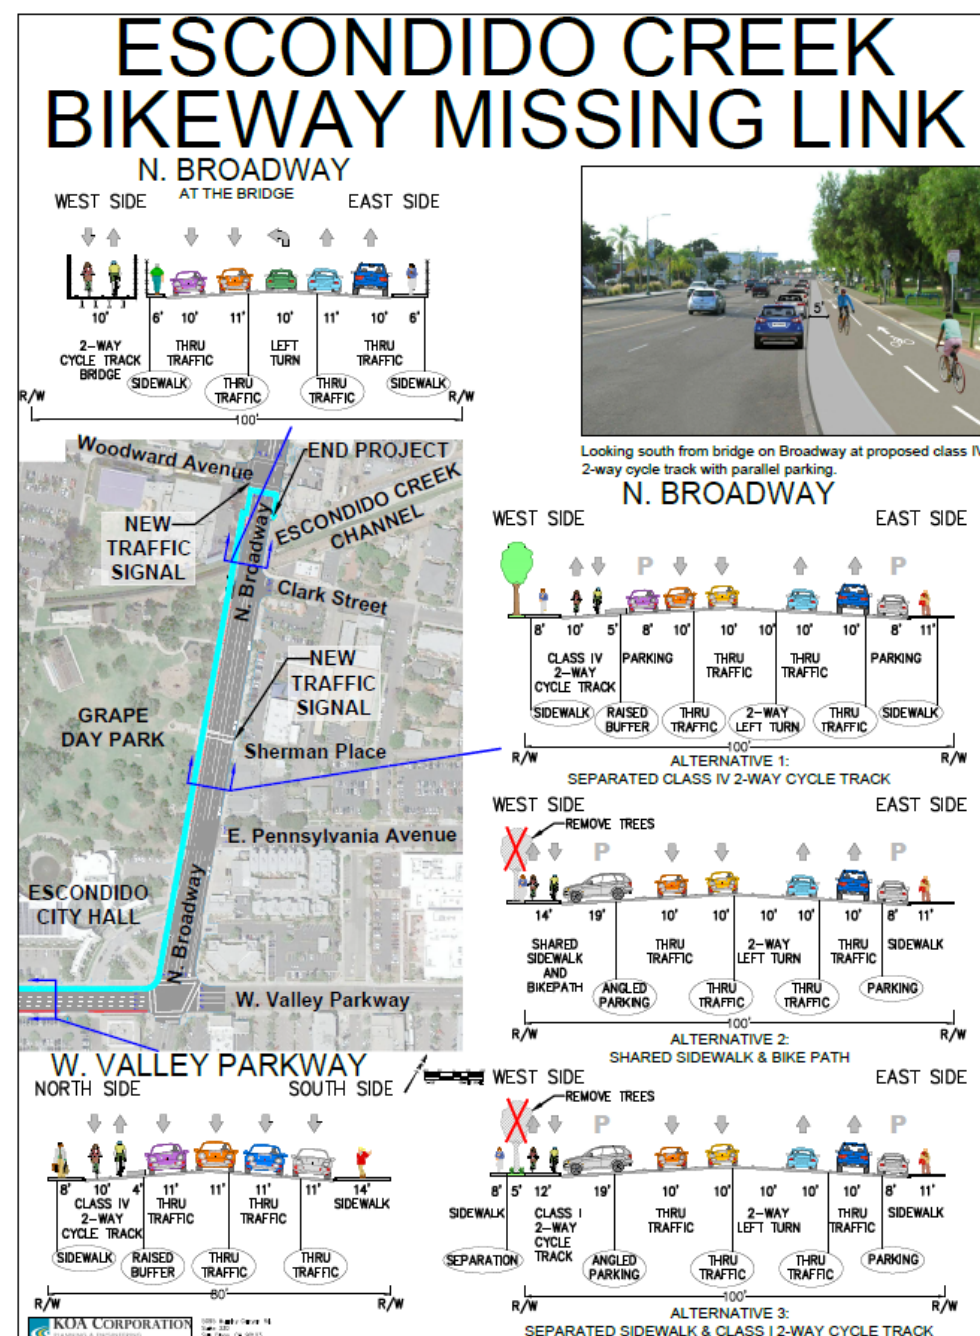 ESCONDIDO CREEK
BIKEWAY MISSING LINK
N. BROADWAY
AT THE BRIDGE
WEST SIDE EAST SIDE
10' 6' 10' 11' 10' 11' 10' 6'
2-WAY CYCLE TRACK BRIDGE
SIDEWALK
THRU TRAFFIC
THRU TRAFFIC
LEFT TURN
THRU TRAFFIC
THRU TRAFFIC
SIDEWALK
R/W R/W
100'
5'
Looking south from bridge on Broadway at proposed class IV
2-way cycle track with parallel parking.
Woodward Avenue
END PROJECT
NEW
TRAFFIC
SIGNAL
ESCONDIDO CREEK
CHANNEL
N. Broadway
Clark Street
NEW
TRAFFIC
SIGNAL
GRAPE
DAY PARK
Sherman Place
E. Pennsylvania Avenue
ESCONDIDO
CITY HALL
N. Broadway
W. Valley Parkway
N. BROADWAY
WEST SIDE EAST SIDE
P P
8' 10' 5' 8' 10' 10' 10' 10' 10' 8' 11'
SIDEWALK
CLASS IV
2-WAY
CYCLE TRACK
RAISED BUFFER
PARKING
THRU TRAFFIC
THRU TRAFFIC
2-WAY LEFT TURN
THRU TRAFFIC
THRU TRAFFIC
PARKING
SIDEWALK
R/W 100' R/W
ALTERNATIVE 1:
SEPARATED CLASS IV 2-WAY CYCLE TRACK
WEST SIDE EAST SIDE
REMOVE TREES
P P
14' 19' 10' 10' 10' 10' 10' 8' 11'
SHARED
SIDEWALK
AND
BIKEPATH
ANGLED PARKING
THRU TRAFFIC
THRU TRAFFIC
2-WAY LEFT TURN
THRU TRAFFIC
THRU TRAFFIC
PARKING
SIDEWALK
R/W 100' R/W
ALTERNATIVE 2:
SHARED SIDEWALK & BIKE PATH
WEST SIDE EAST SIDE
REMOVE TREES
P P
8' 5' 12' 19' 10' 10' 10' 10' 10' 8' 11'
SIDEWALK
SEPARATION
CLASS I
2-WAY
CYCLE
TRACK
ANGLED PARKING
THRU TRAFFIC
THRU TRAFFIC
2-WAY LEFT TURN
THRU TRAFFIC
THRU TRAFFIC
PARKING
SIDEWALK
R/W 100' R/W
ALTERNATIVE 3:
SEPARATED SIDEWALK & CLASS I 2-WAY CYCLE TRACK
W. VALLEY PARKWAY
NORTH SIDE SOUTH SIDE
8' 10' 4' 11' 11' 11' 11' 14'
SIDEWALK
CLASS IV
2-WAY
CYCLE TRACK
RAISED BUFFER
THRU TRAFFIC
THRU TRAFFIC
THRU TRAFFIC
THRU TRAFFIC
SIDEWALK
R/W 80' R/W
KOA CORPORATION